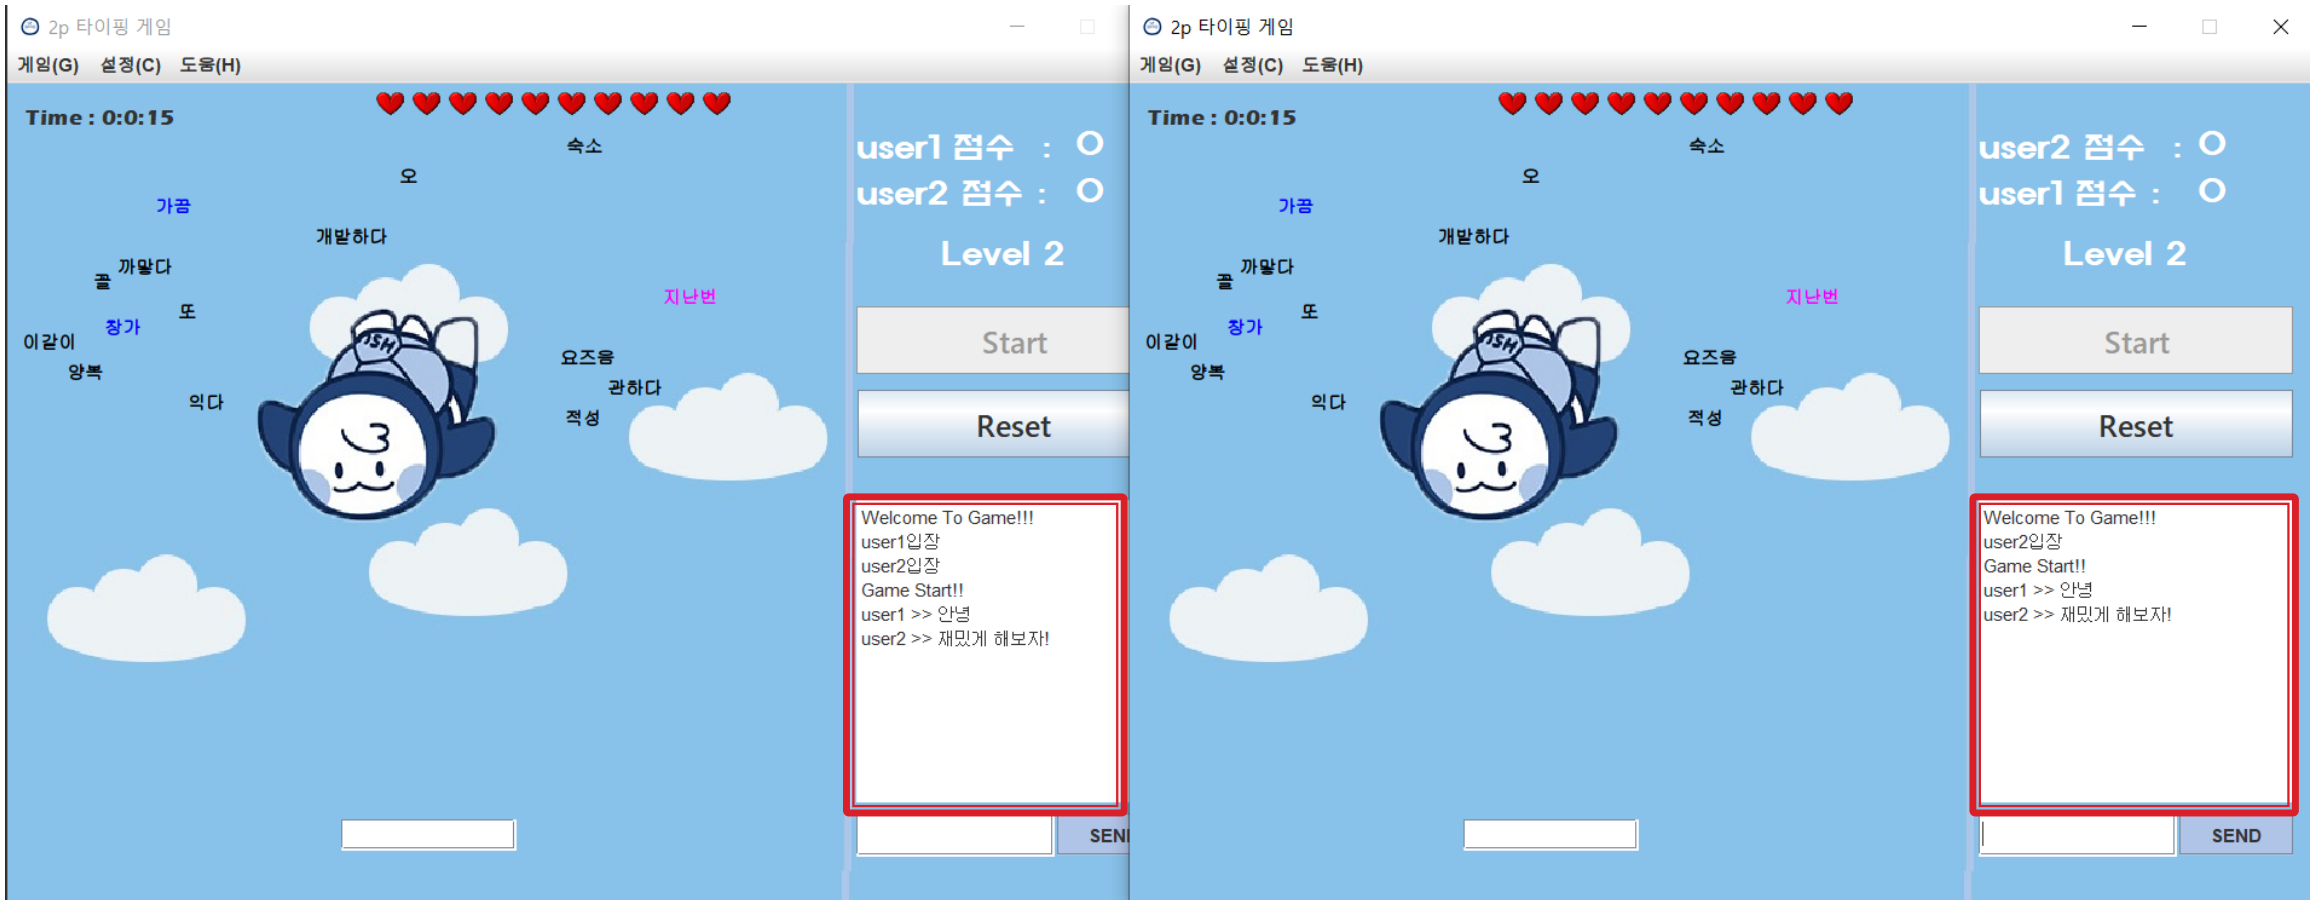 2p 타이핑 게임
게임(G) 설정(C) 도움(H)
Time : 0:0:15
숙소
오
가끔
개발하다
까맣다
골
지난번
또
창가
이같이
요즈음
양복
관하다
익다
적성
HSU
user1 점수 : 0
user2 점수 : 0
Level 2
Start
Reset
Welcome To Game!!!
user1입장
user2입장
Game Start!!
user1 >> 안녕
user2 >> 재밌게 해보자!
2p 타이핑 게임
게임(G) 설정(C) 도움(H)
Time : 0:0:15
숙소
오
가끔
개발하다
까맣다
골
지난번
또
창가
이같이
요즈음
양복
관하다
익다
적성
HSU
user2 점수 : 0
user1 점수 : 0
Level 2
Start
Reset
Welcome To Game!!!
user2입장
Game Start!!
user1 >> 안녕
user2 >> 재밌게 해보자!
SEND